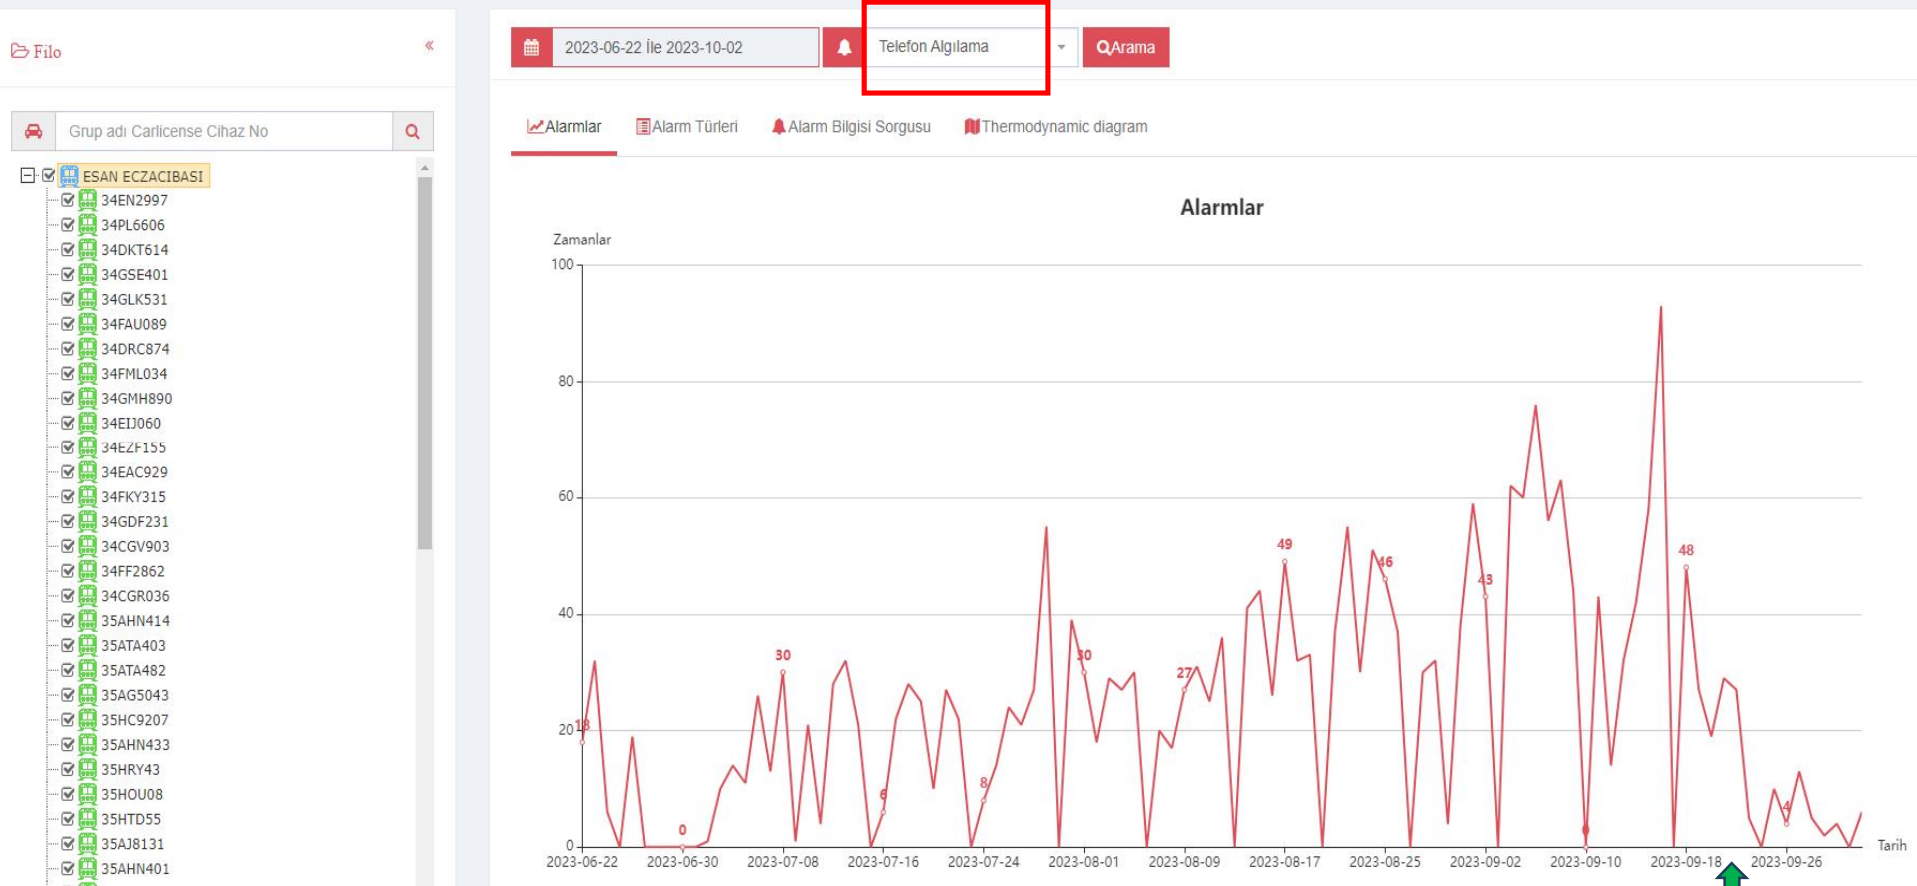 Filo
«
Grup adı Carlicense Cihaz No
ESAN ECZACIBASI
34EN2997
34PL6606
34DKT614
34GSE401
34GLK531
34FAU089
34DRC874
34FML034
34GMH890
34EIJ060
34EZF155
34EAC929
34FKY315
34GDF231
34CGV903
34FF2862
34CGR036
35AHN414
35ATA403
35ATA482
35AG5043
35HC9207
35AHN433
35HRY43
35HOU08
35HTD55
35AJ8131
35AHN401
2023-06-22 İle 2023-10-02
Telefon Algılama
Arama
Alarmlar
Alarm Türleri
Alarm Bilgisi Sorgusu
Thermodynamic diagram
Alarmlar
Zamanlar
100
80
60
40
20
0
18
0
30
6
8
30
27
49
46
43
0
48
4
2023-06-22
2023-06-30
2023-07-08
2023-07-16
2023-07-24
2023-08-01
2023-08-09
2023-08-17
2023-08-25
2023-09-02
2023-09-10
2023-09-18
2023-09-26
Tarih